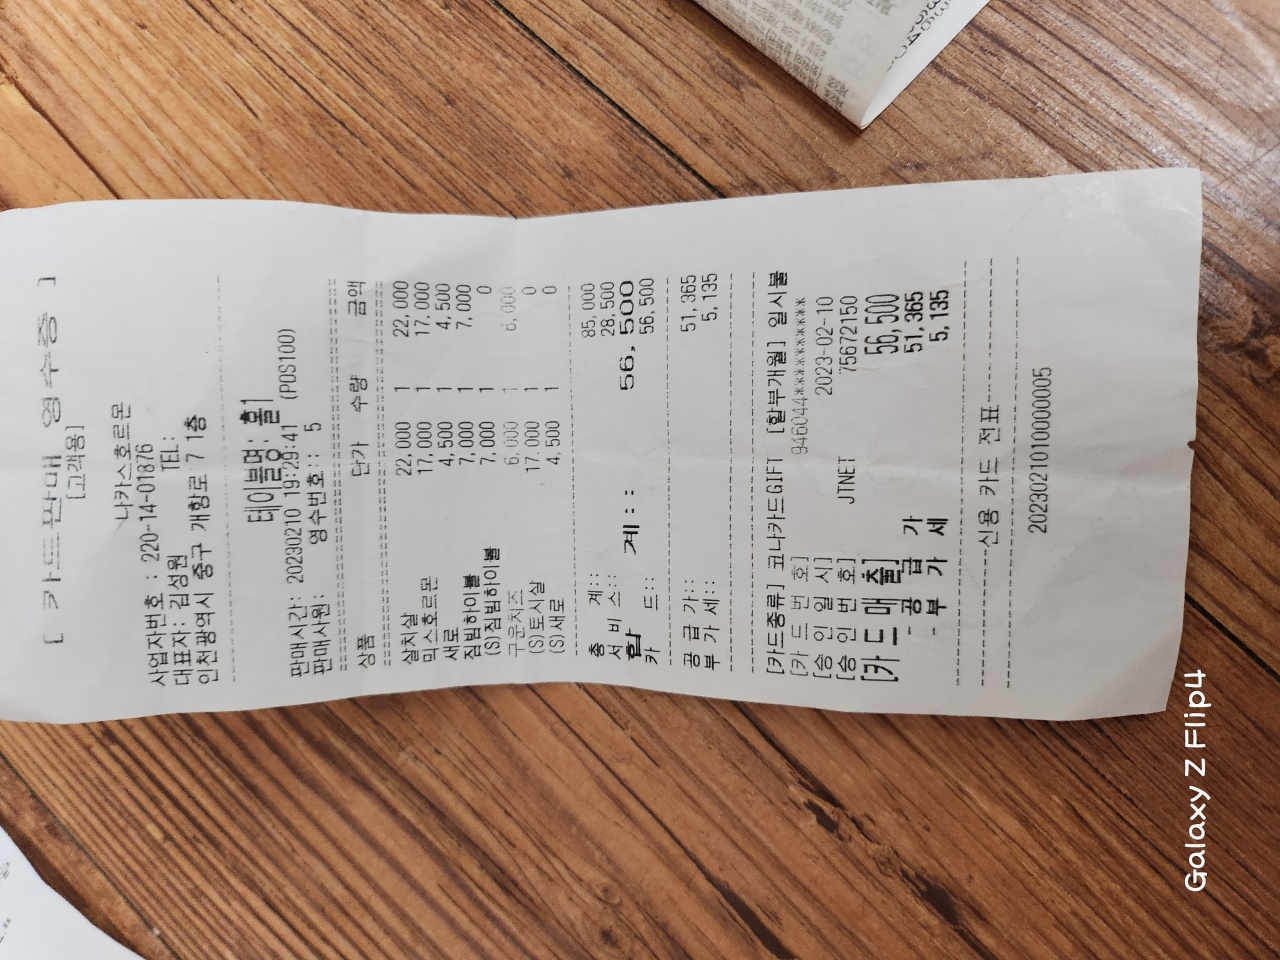 [ 카드판매 영수증 ]
[고객용]
나카스호르몬
사업자번호 : 220-14-01876
대표자: 김성원 TEL:
인천광역시 중구 개항로 7 1층
테이블명: 홀1
판매시간: 20230210 19:29:41 (POS100)
판매사원: 영수번호:: 5
상품 단가 수량 금액
살치살 22,000 1 22,000
믹스호르몬 17,000 1 17,000
새로 4,500 1 4,500
짐빔하이볼 7,000 1 7,000
(S)짐빔하이볼 7,000 1 0
구운치즈 6,000 1 6,000
(S)토시살 17,000 1 0
(S)새로 4,500 1 0
총 계:: 85,000
서 비 스:: 28,500
합 계:: 56,500
카 드:: 56,500
공 급 가:: 51,365
부 가 세:: 5,135
[카드종류] 코나카드GIFT [할부개월] 일시불
[카 드 번 호] 946044**********
[승 인 일 시] 2023-02-10
[승 인 번 호] JTNET 75672150
[카드매출] 56,500
- 공 급 가 51,365
- 부 가 세 5,135
신용 카드 전표
20230210100000005
Galaxy Z Flip4